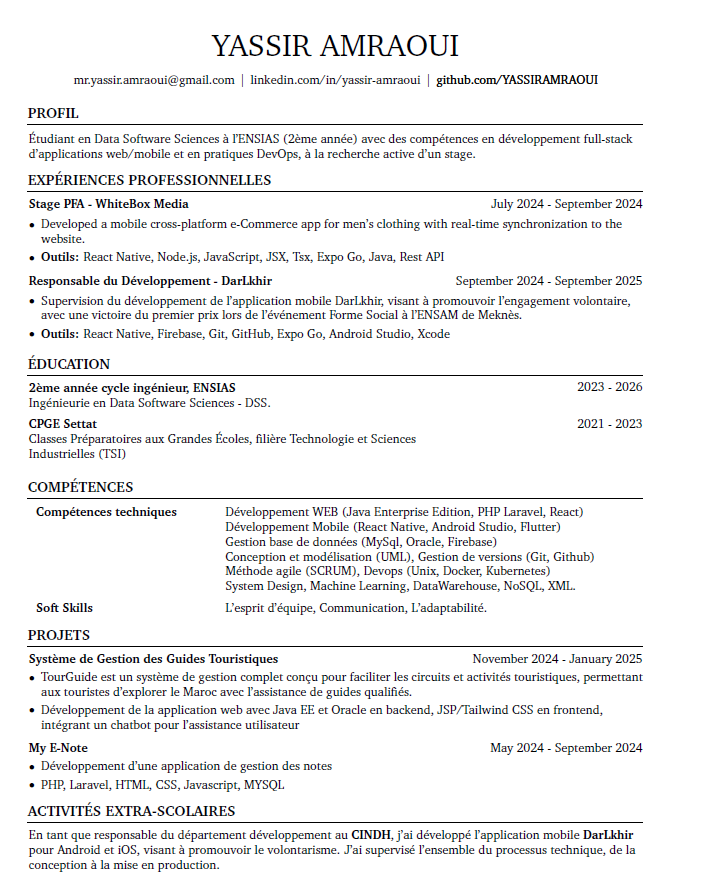 YASSIR AMRAOUI
mr.yassir.amraoui@gmail.com | linkedin.com/in/yassir-amraoui | github.com/YASSIRAMRAOUI
PROFIL
Étudiant en Data Software Sciences à l'ENSIAS (2ème année) avec des compétences en développement full-stack
d'applications web/mobile et en pratiques DevOps, à la recherche active d'un stage.
EXPÉRIENCES PROFESSIONNELLES
Stage PFA - WhiteBox Media July 2024 - September 2024
• Developed a mobile cross-platform e-Commerce app for men's clothing with real-time synchronization to the
website.
• Outils: React Native, Node.js, JavaScript, JSX, Tsx, Expo Go, Java, Rest API
Responsable du Développement - DarLkhir September 2024 - September 2025
• Supervision du développement de l'application mobile DarLkhir, visant à promouvoir l'engagement volontaire,
avec une victoire du premier prix lors de l'événement Forme Social à l'ENSAM de Meknès.
• Outils: React Native, Firebase, Git, GitHub, Expo Go, Android Studio, Xcode
ÉDUCATION
2ème année cycle ingénieur, ENSIAS 2023 - 2026
Ingénieurie en Data Software Sciences - DSS.
CPGE Settat 2021 - 2023
Classes Préparatoires aux Grandes Écoles, filière Technologie et Sciences
Industrielles (TSI)
COMPÉTENCES
Compétences techniques Développement WEB (Java Enterprise Edition, PHP Laravel, React)
Développement Mobile (React Native, Android Studio, Flutter)
Gestion base de données (MySql, Oracle, Firebase)
Conception et modélisation (UML), Gestion de versions (Git, Github)
Méthode agile (SCRUM), Devops (Unix, Docker, Kubernetes)
System Design, Machine Learning, DataWarehouse, NoSQL, XML.
Soft Skills L'esprit d'équipe, Communication, L'adaptabilité.
PROJETS
Système de Gestion des Guides Touristiques November 2024 - January 2025
• TourGuide est un système de gestion complet conçu pour faciliter les circuits et activités touristiques, permettant
aux touristes d'explorer le Maroc avec l'assistance de guides qualifiés.
• Développement de la application web avec Java EE et Oracle en backend, JSP/Tailwind CSS en frontend,
intégrant un chatbot pour l'assistance utilisateur
My E-Note May 2024 - September 2024
• Développement d'une application de gestion des notes
• PHP, Laravel, HTML, CSS, Javascript, MYSQL
ACTIVITÉS EXTRA-SCOLAIRES
En tant que responsable du département développement au CINDH, j'ai développé l'application mobile DarLkhir
pour Android et iOS, visant à promouvoir le volontarisme. J'ai supervisé l'ensemble du processus technique, de la
conception à la mise en production.